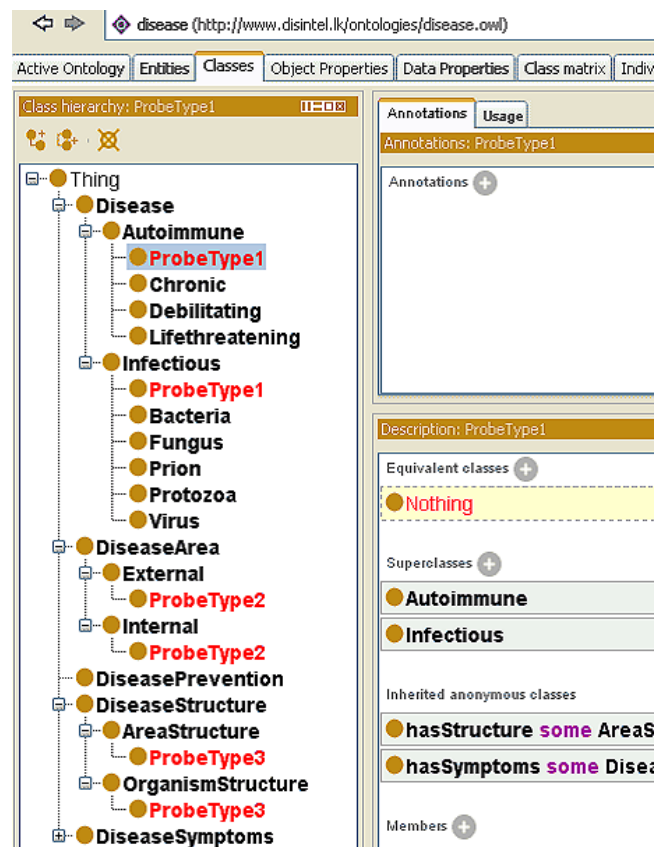 disease (http://www.disintel.lk/ontologies/disease.owl)
Active Ontology Entities Classes Object Properties Data Properties Class matrix Indiv
Class hierarchy: ProbeType1
Thing
Disease
Autoimmune
ProbeType1
Chronic
Debilitating
Lifethreatening
Infectious
ProbeType1
Bacteria
Fungus
Prion
Protozoa
Virus
DiseaseArea
External
ProbeType2
Internal
ProbeType2
DiseasePrevention
DiseaseStructure
AreaStructure
ProbeType3
OrganismStructure
ProbeType3
DiseaseSymptoms
Annotations Usage
Annotations: ProbeType1
Annotations
Description: ProbeType1
Equivalent classes
Nothing
Superclasses
Autoimmune
Infectious
Inherited anonymous classes
hasStructure some AreaS
hasSymptoms some Disea
Members